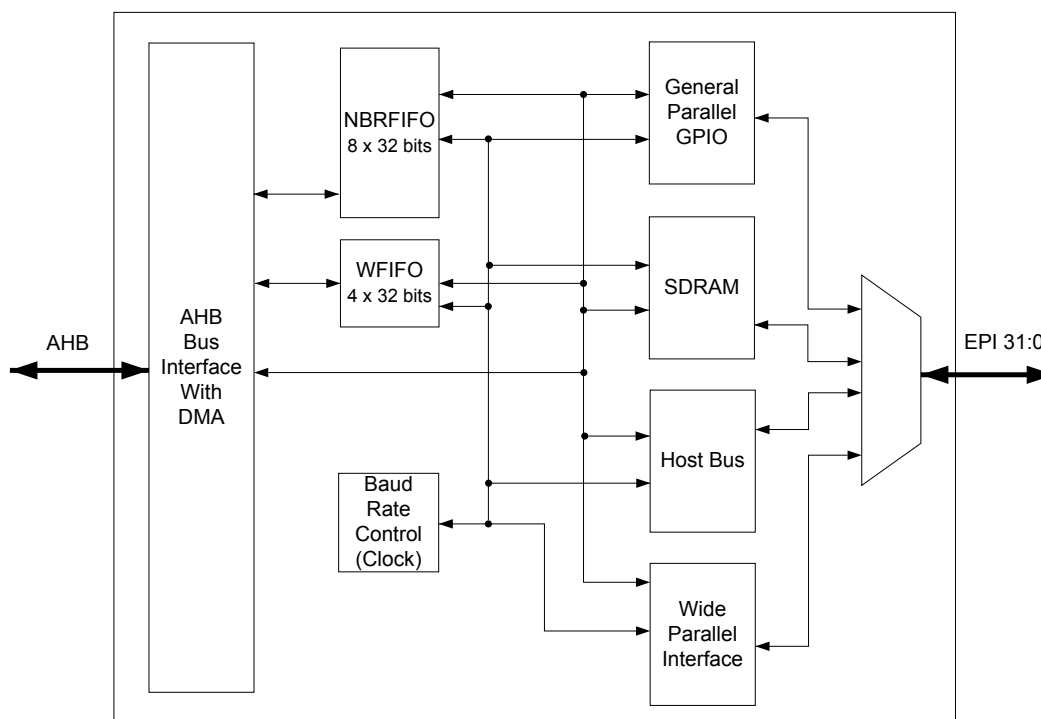 AHB
AHB
Bus
Interface
With
DMA
NBRFIFO
8 x 32 bits
WFIFO
4 x 32 bits
Baud
Rate
Control
(Clock)
General
Parallel
GPIO
SDRAM
Host Bus
Wide
Parallel
Interface
EPI 31:0